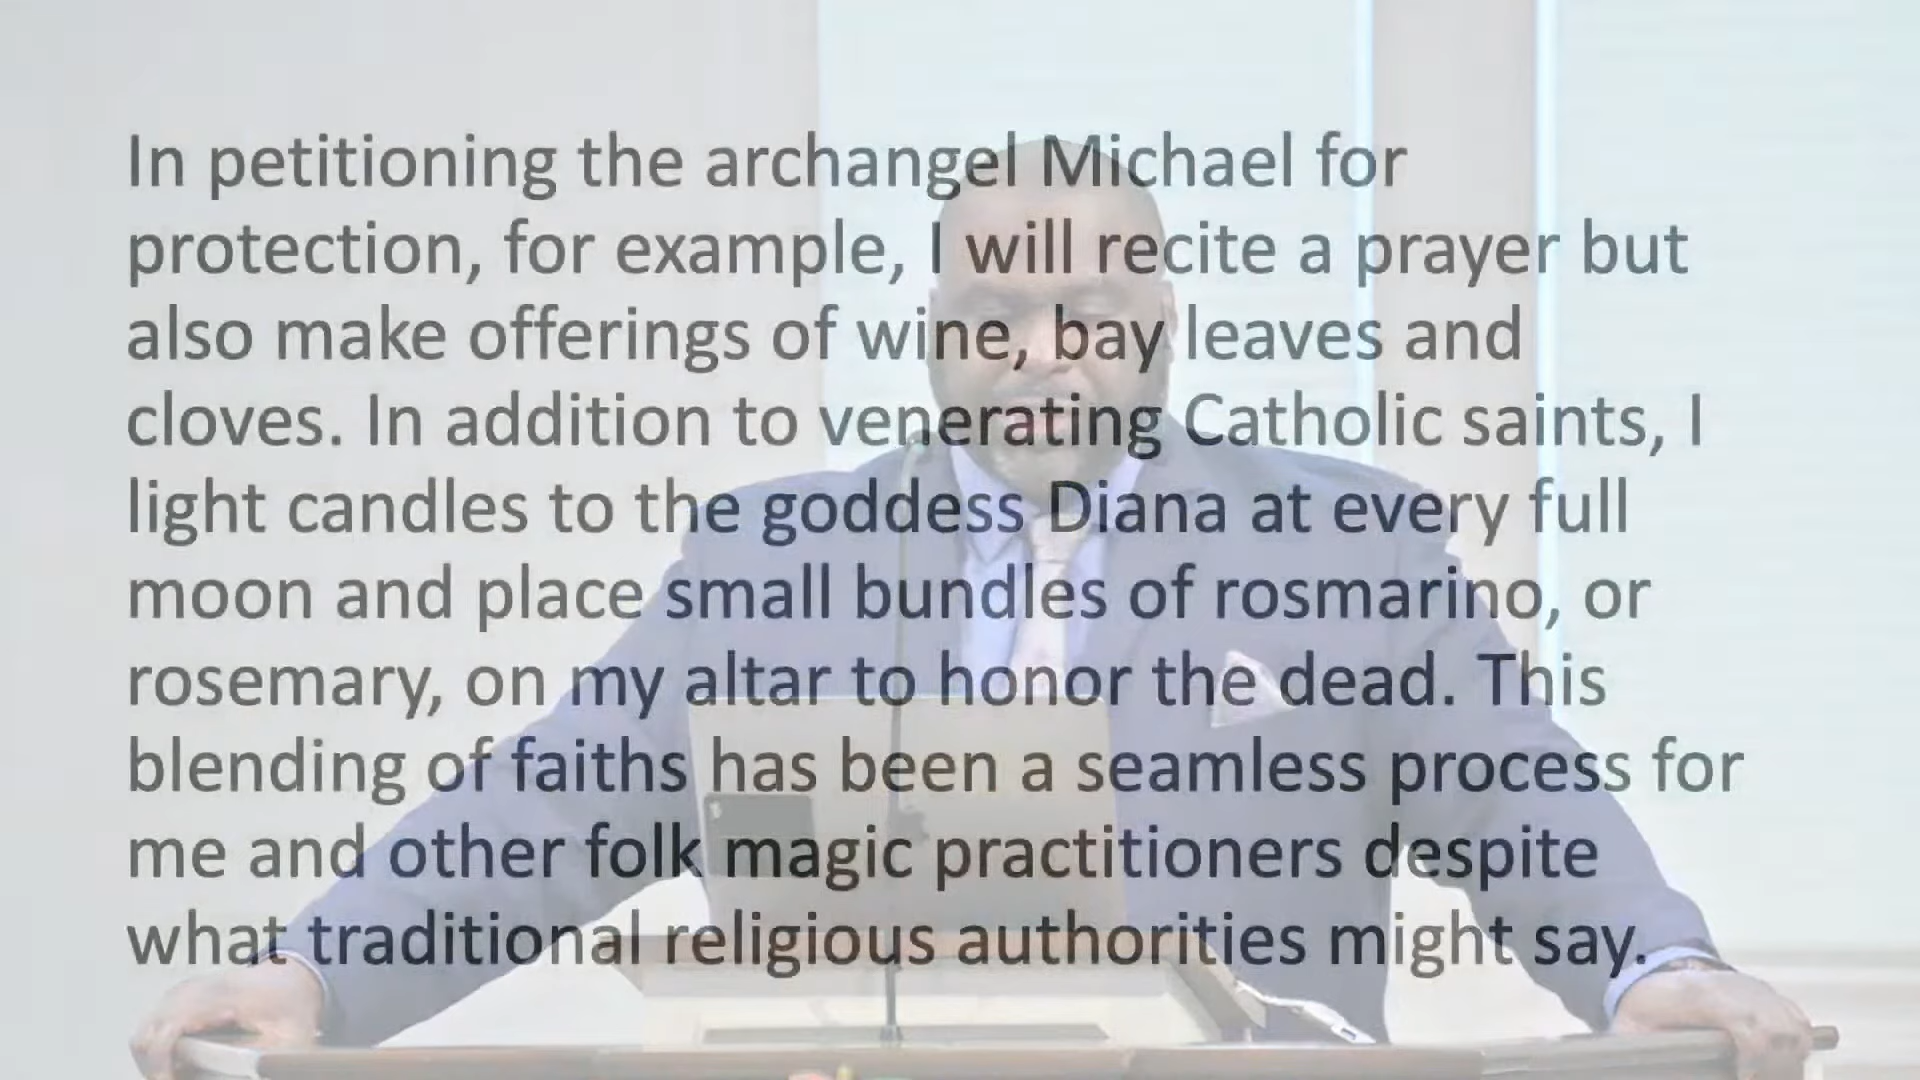 In petitioning the archangel Michael for
protection, for example, I will recite a prayer but
also make offerings of wine, bay leaves and
cloves. In addition to venerating Catholic saints, I
light candles to the goddess Diana at every full
moon and place small bundles of rosmarino, or
rosemary, on my altar to honor the dead. This
blending of faiths has been a seamless process for
me and other folk magic practitioners despite
what traditional religious authorities might say.